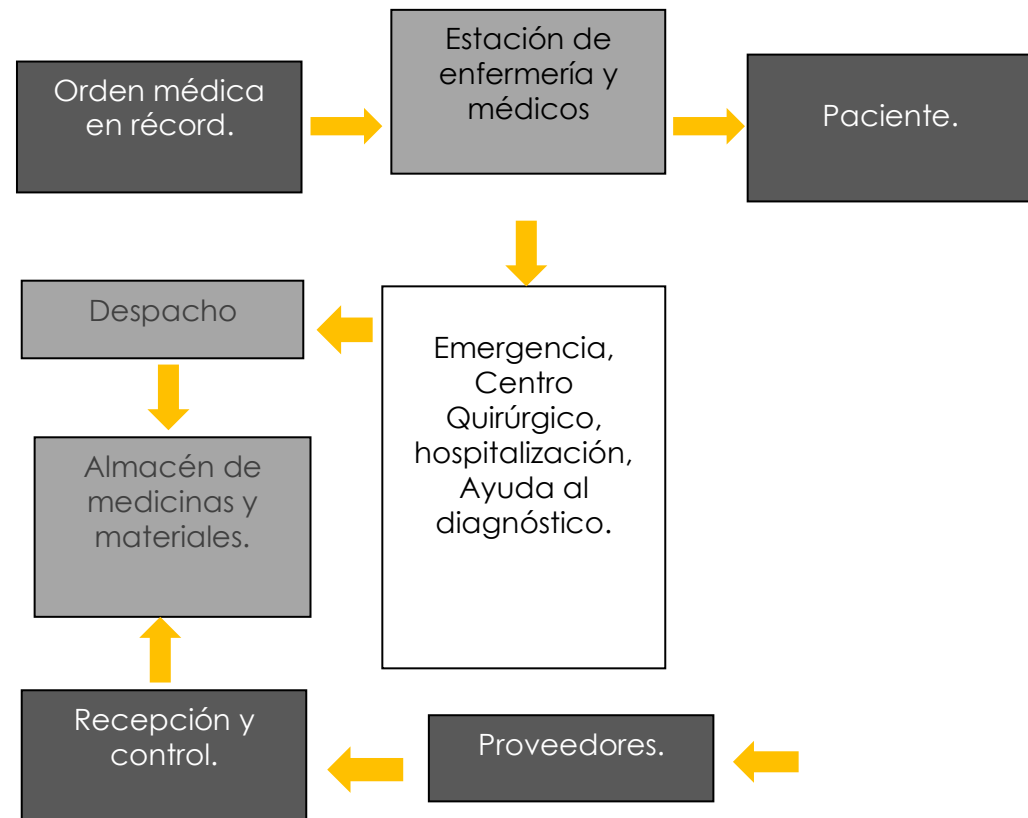 Orden médica
en récord.
Estación de
enfermería y
médicos
Paciente.
Despacho
Emergencia,
Centro
Quirúrgico,
hospitalización,
Ayuda al
diagnóstico.
Almacén de
medicinas y
materiales.
Recepción y
control.
Proveedores.